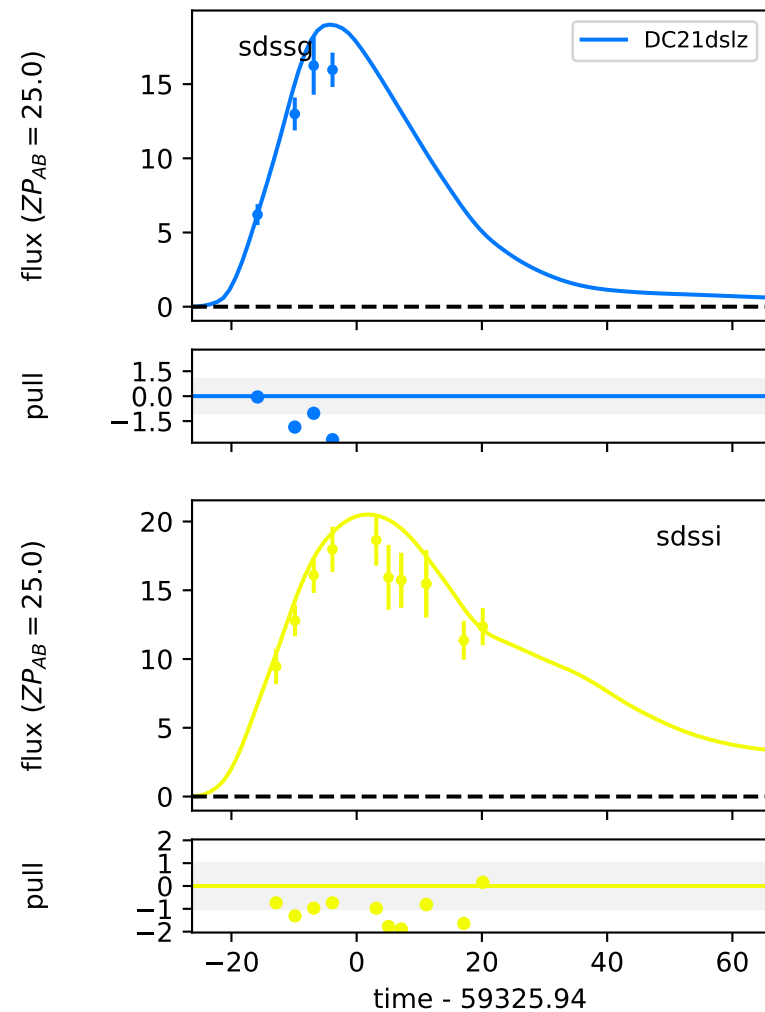 sdssg
DC21dslz
flux (ZP_AB = 25.0)
15
10
5
0
pull
1.5
0.0
−1.5
sdssi
flux (ZP_AB = 25.0)
20
15
10
5
0
pull
2
1
0
−1
−2
−20 0 20 40 60
time - 59325.94